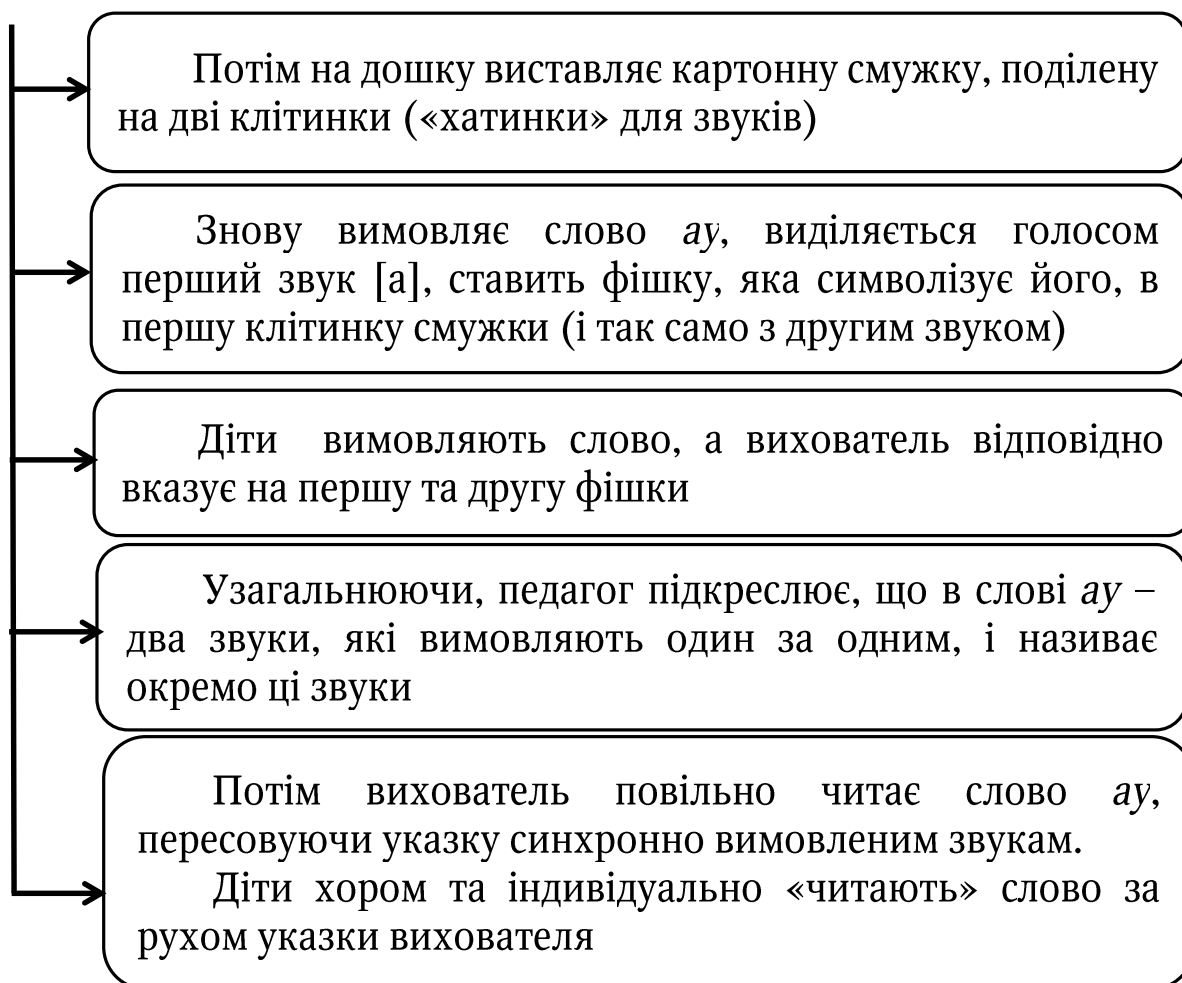 Потім на дошку виставляє картонну смужку, поділену
на дві клітинки («хатинки» для звуків)
Знову вимовляє слово ау, виділяється голосом
перший звук [а], ставить фішку, яка символізує його, в
першу клітинку смужки (і так само з другим звуком)
Діти вимовляють слово, а вихователь відповідно
вказує на першу та другу фішки
Узагальнюючи, педагог підкреслює, що в слові ау –
два звуки, які вимовляють один за одним, і називає
окремо ці звуки
Потім вихователь повільно читає слово ау,
пересовуючи указку синхронно вимовленим звукам.
Діти хором та індивідуально «читають» слово за
рухом указки вихователя